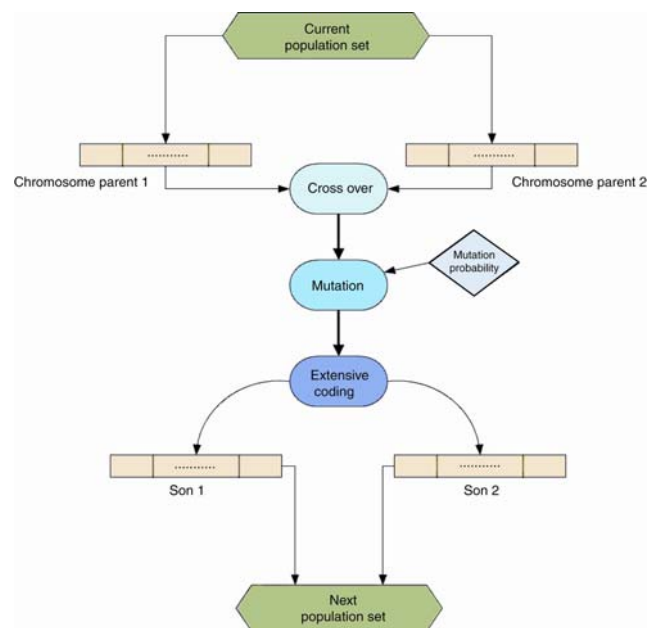 Current
population set
...........
...........
Chromosome parent 1
Cross over
Chromosome parent 2
Mutation
probability
Mutation
Extensive
coding
...........
...........
Son 1
Son 2
Next
population set